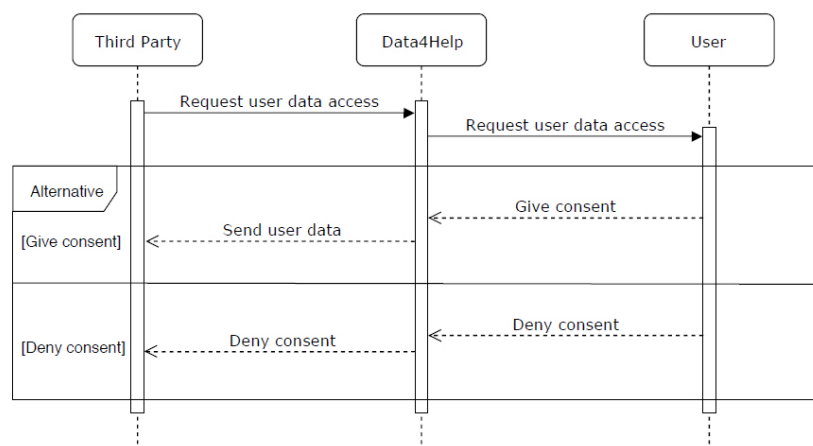 Third Party
Data4Help
User
Request user data access
Request user data access
Alternative
Give consent
[Give consent]
Send user data
Deny consent
[Deny consent]
Deny consent